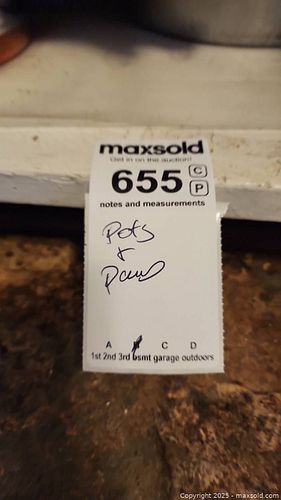 maxsold
Get in on the auction!
655 C
P
notes and measurements
Pots
+
Pans
A C D
1st 2nd 3rd bsmt garage outdoors
Copyright 2025 - maxsold.com